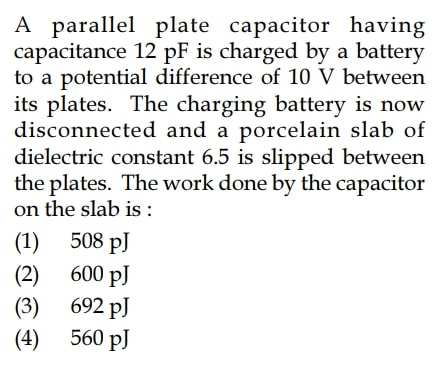 A parallel plate capacitor having
capacitance 12 pF is charged by a battery
to a potential difference of 10 V between
its plates. The charging battery is now
disconnected and a porcelain slab of
dielectric constant 6.5 is slipped between
the plates. The work done by the capacitor
on the slab is :
(1) 508 pJ
(2) 600 pJ
(3) 692 pJ
(4) 560 pJ